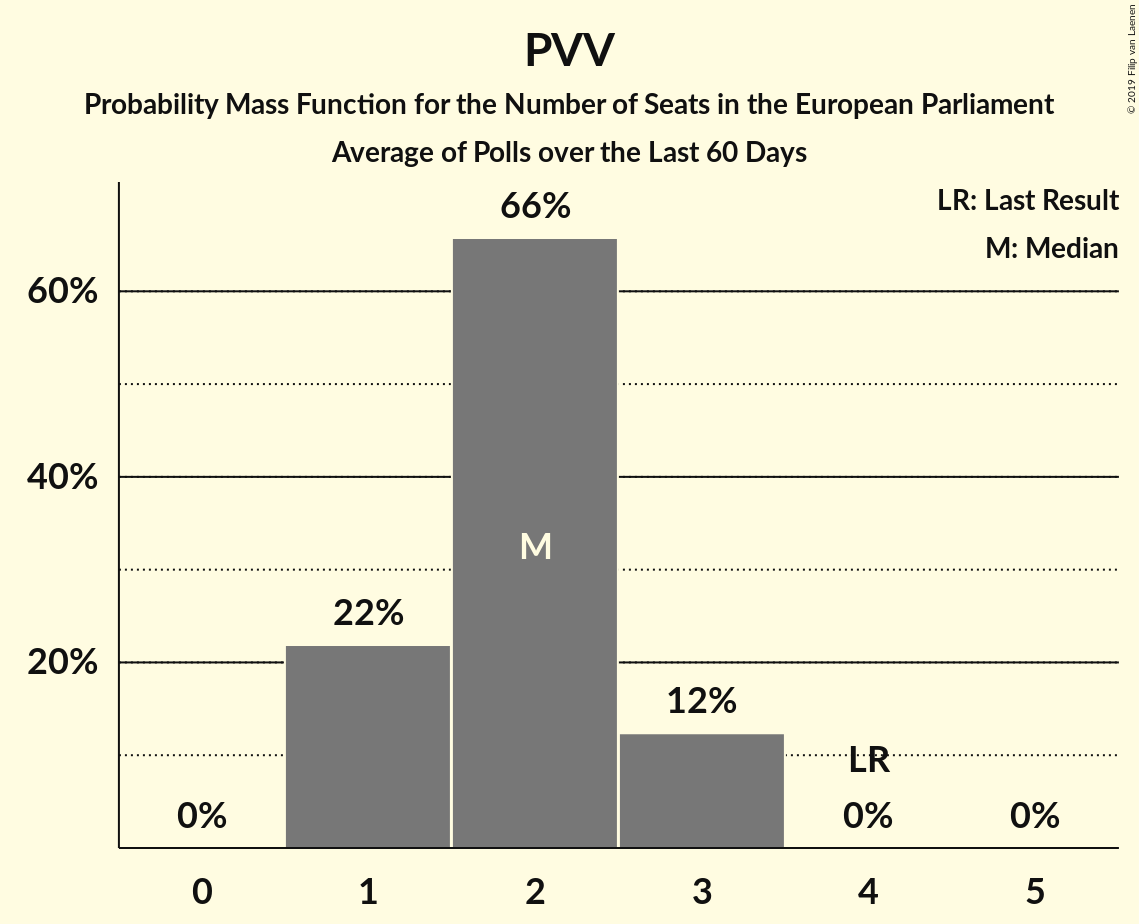 PVV
Probability Mass Function for the Number of Seats in the European Parliament
Average of Polls over the Last 60 Days
© 2019 Filip van Laenen
LR: Last Result
M: Median
66%
60%
40%
M
22%
20%
12%
LR
0%
0%
0%
0 1 2 3 4 5